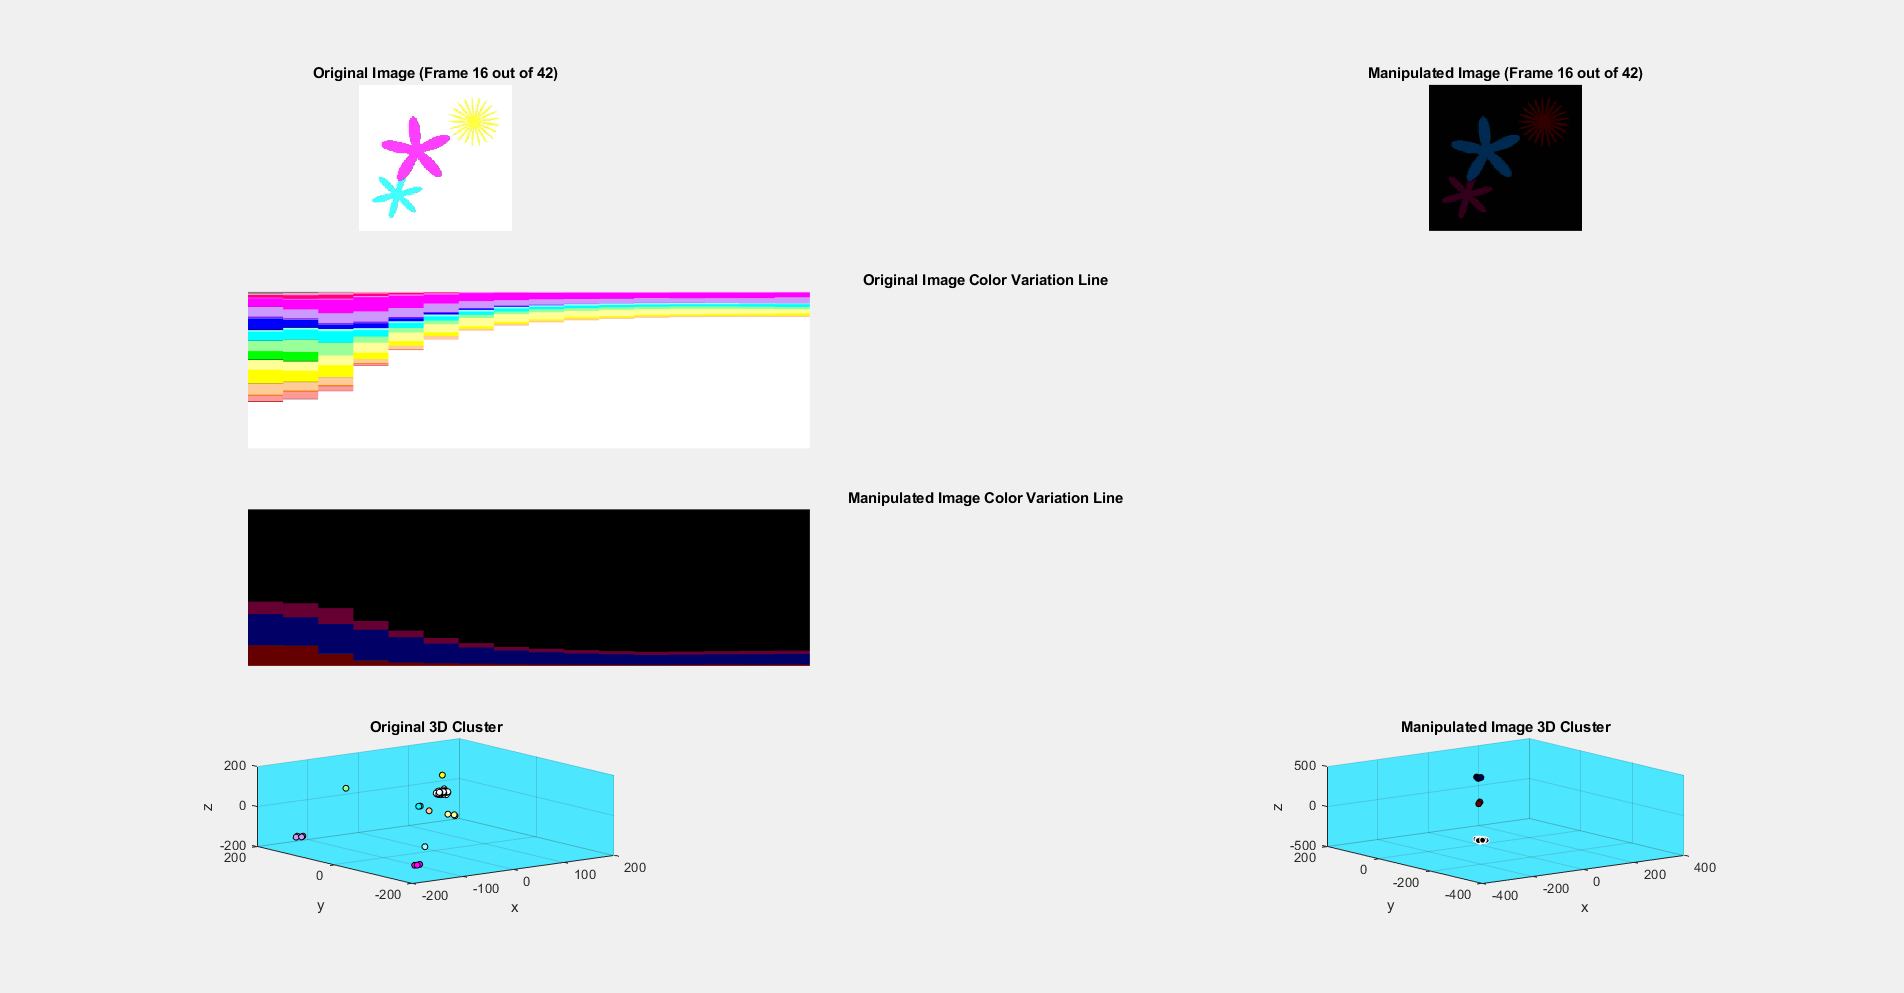 Original Image (Frame 16 out of 42)
Manipulated Image (Frame 16 out of 42)
Original Image Color Variation Line
Manipulated Image Color Variation Line
Original 3D Cluster
200
0
-200
z
200
0
-200
y
-200
-100
0
100
200
x
Manipulated Image 3D Cluster
500
0
-500
z
200
0
-200
-400
y
-400
-200
0
200
400
x